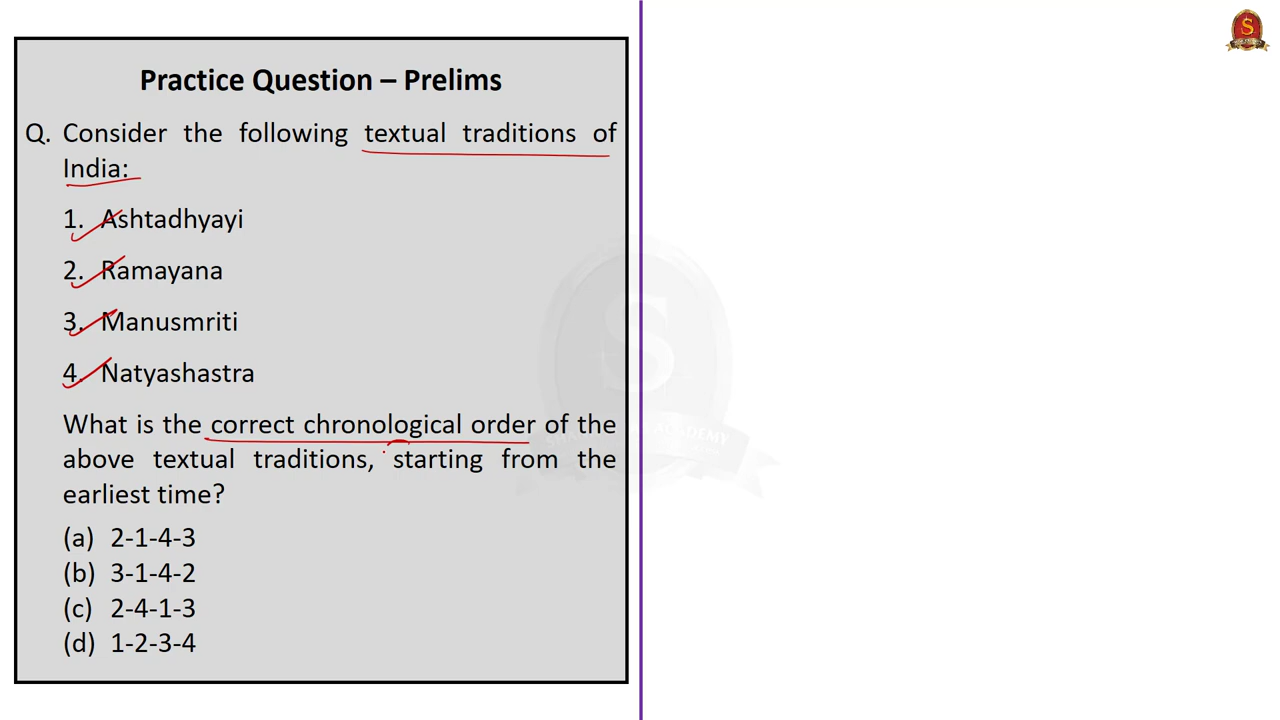 Practice Question – Prelims
Q. Consider the following textual traditions of
India:
1. Ashtadhyayi
2. Ramayana
3. Manusmriti
4. Natyashastra
What is the correct chronological order of the
above textual traditions, starting from the
earliest time?
(a) 2-1-4-3
(b) 3-1-4-2
(c) 2-4-1-3
(d) 1-2-3-4
S
S